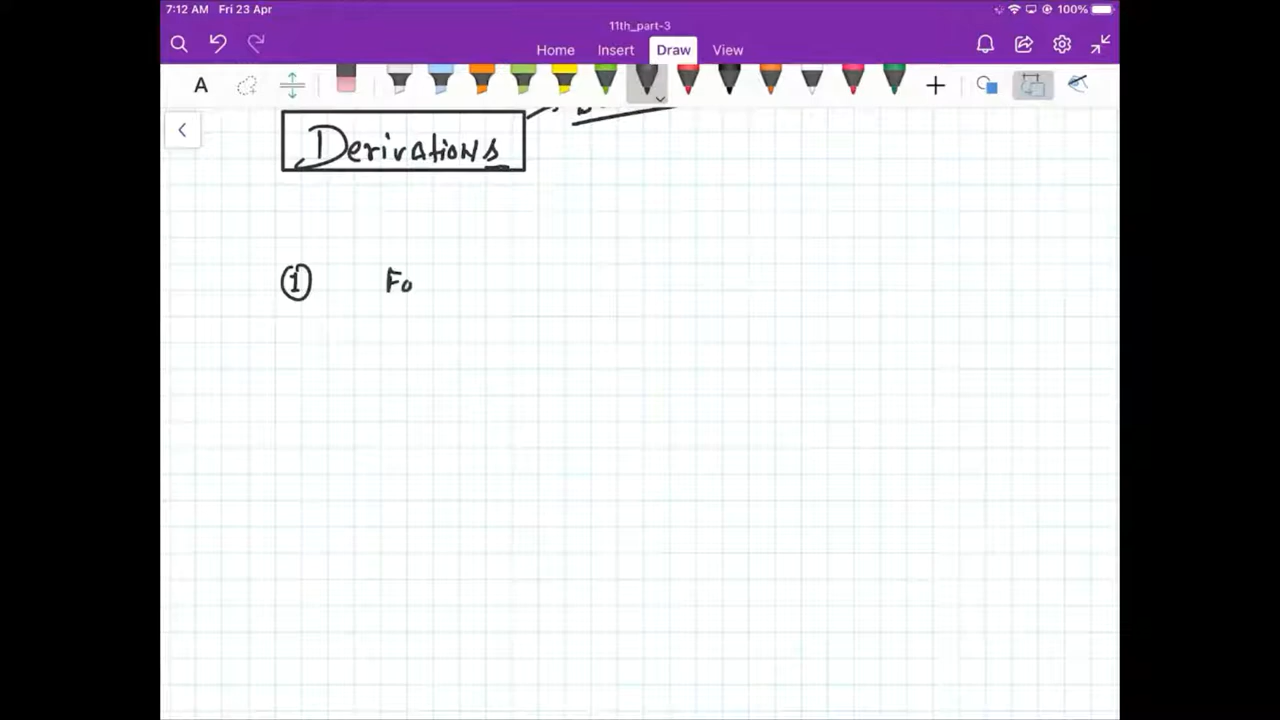 7:12 AM Fri 23 Apr
100%
11th_part-3
Home Insert Draw View
A
Derivations
1 Fo